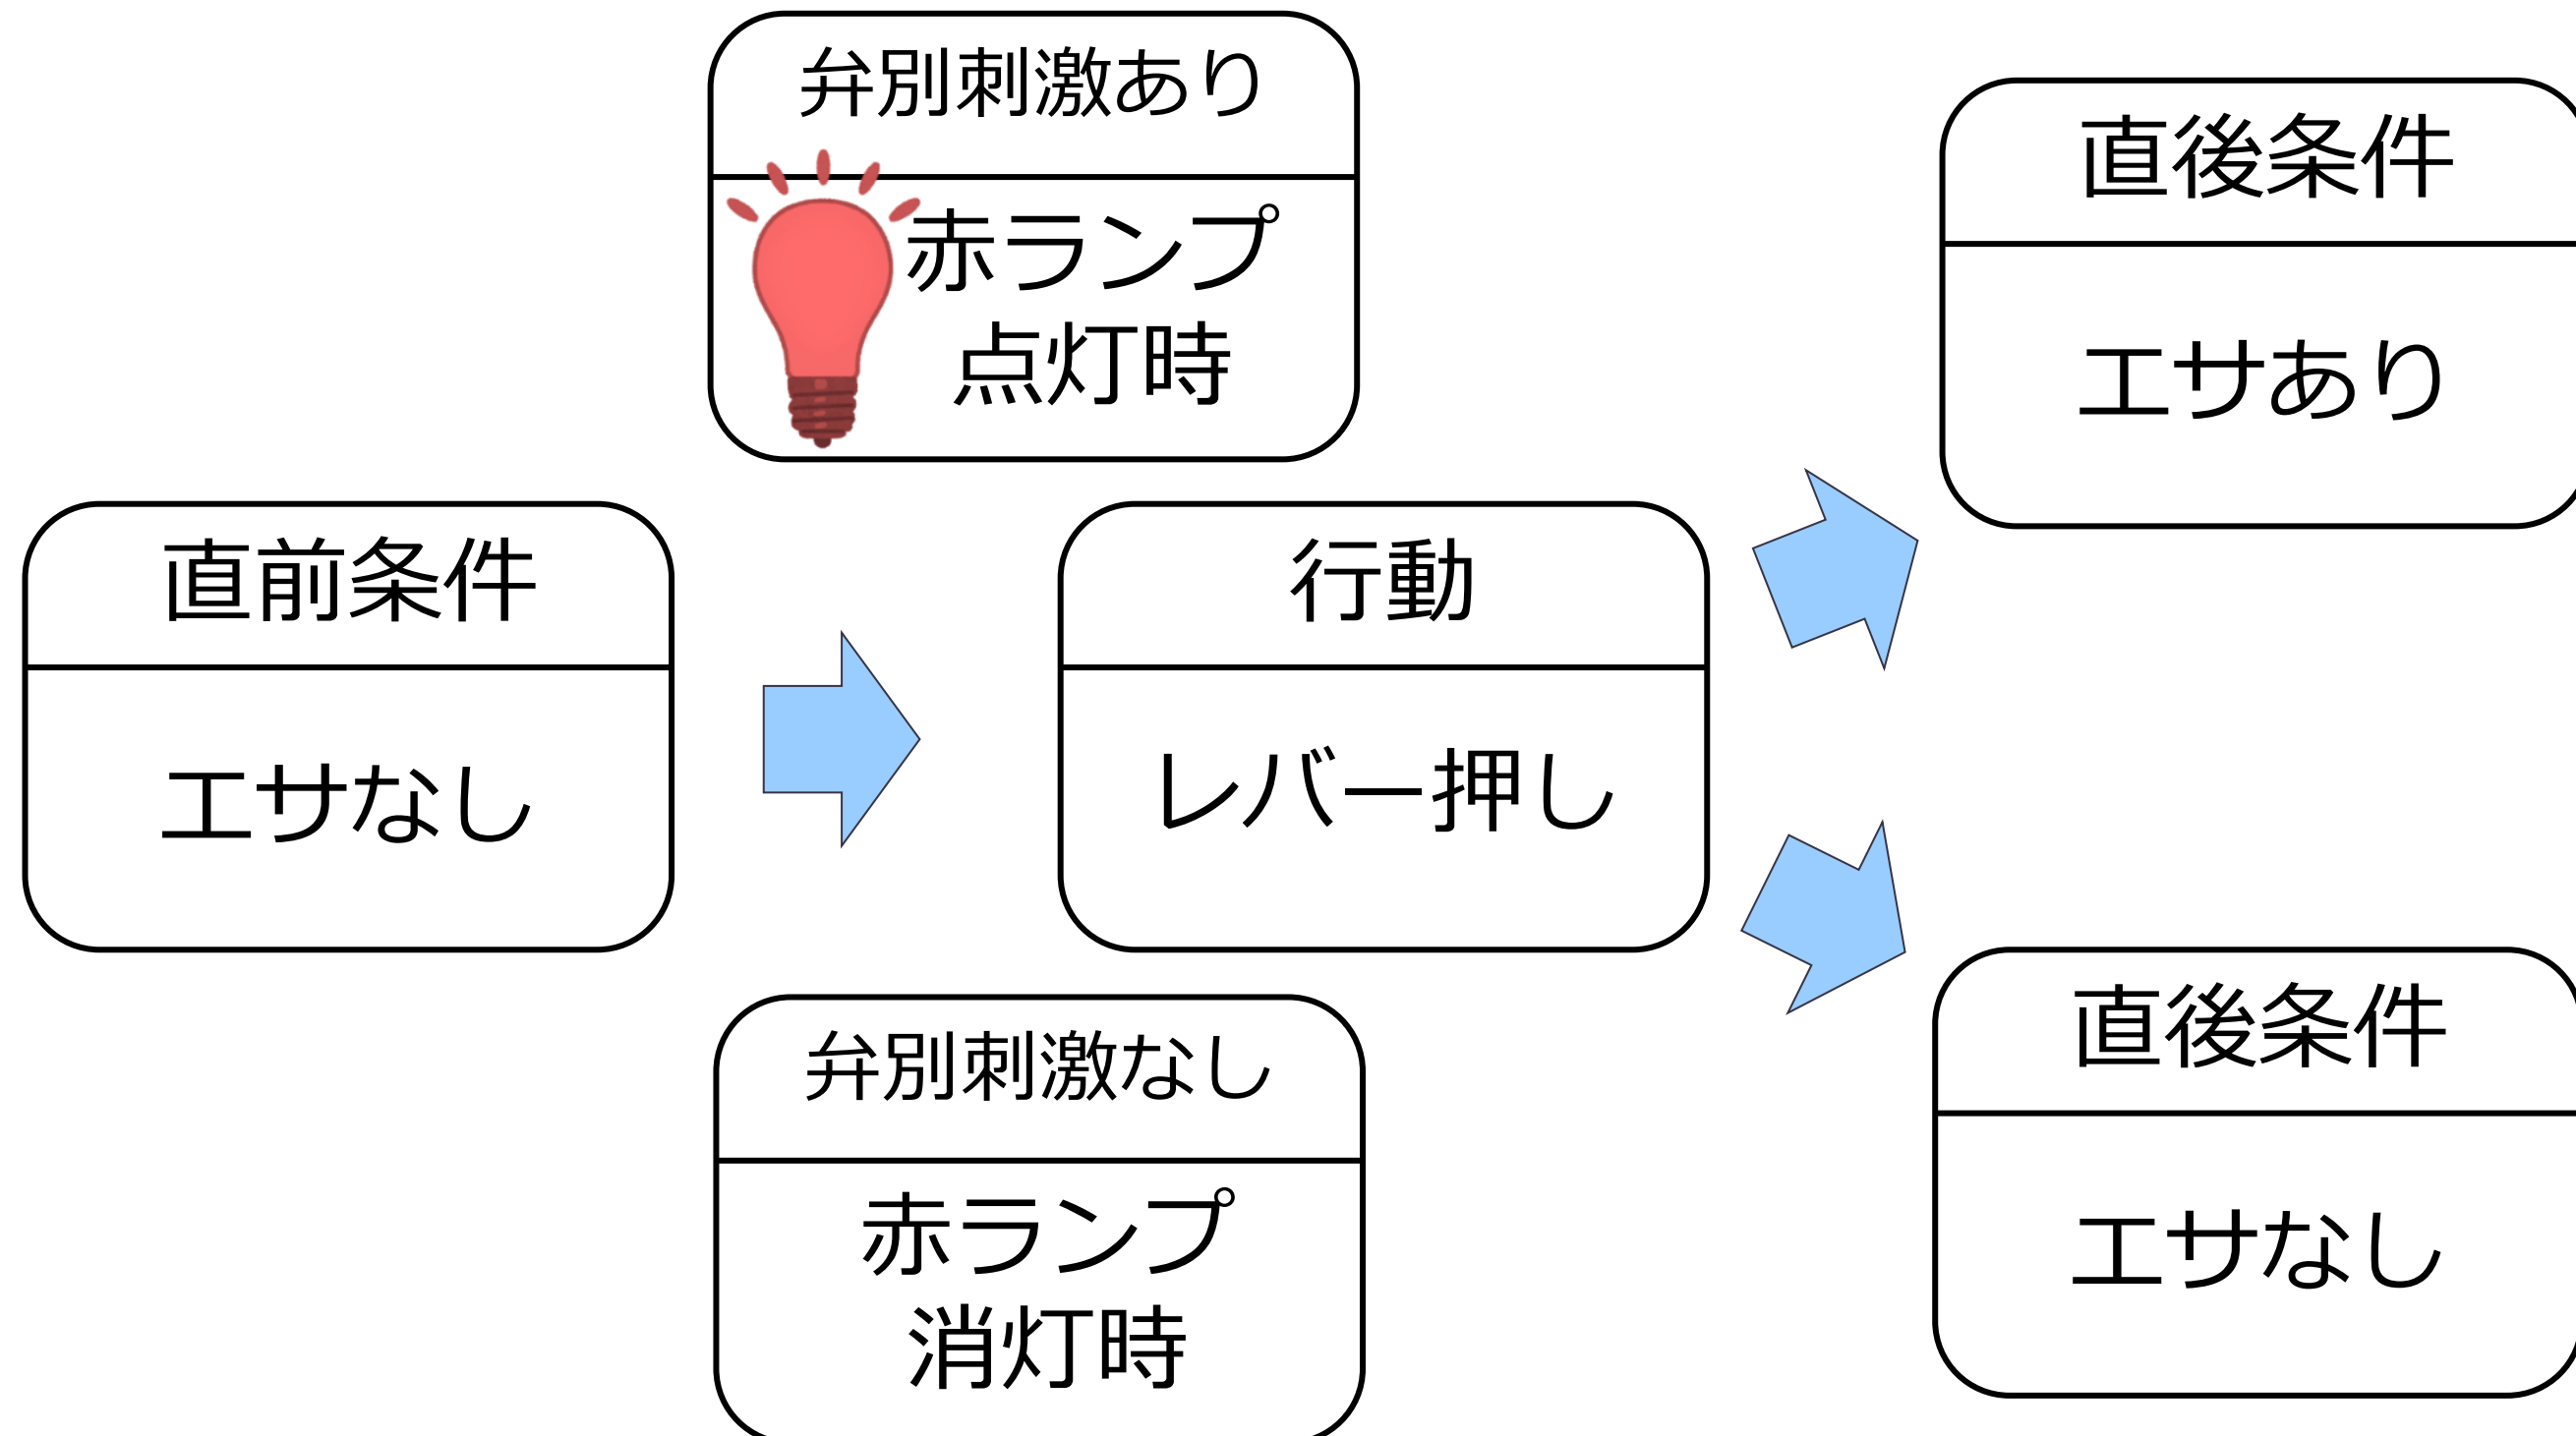 弁別刺激あり
赤ランプ
点灯時
直後条件
エサあり
直前条件
エサなし
行動
レバー押し
弁別刺激なし
赤ランプ
消灯時
直後条件
エサなし